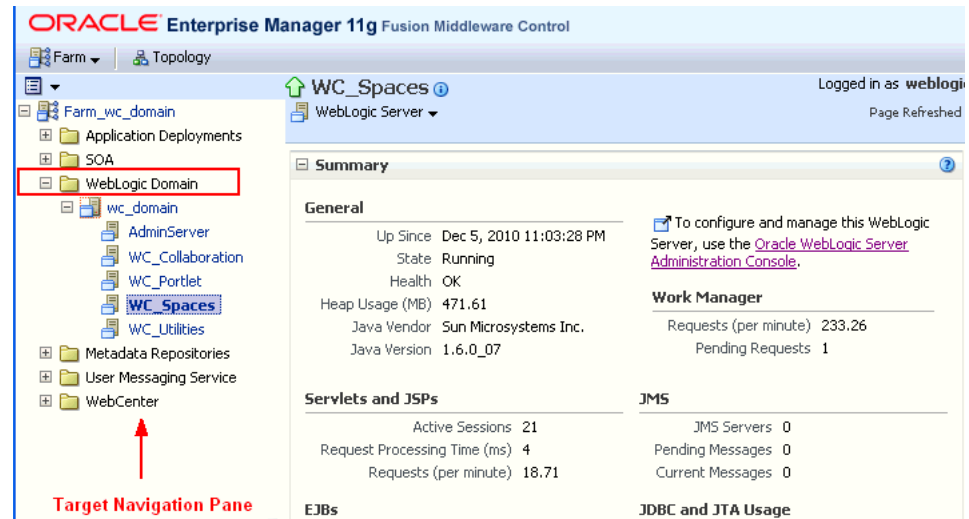 ORACLE Enterprise Manager 11g Fusion Middleware Control
Farm Topology
Farm_wc_domain
Application Deployments
SOA
WebLogic Domain
wc_domain
AdminServer
WC_Collaboration
WC_Portlet
WC_Spaces
WC_Utilities
Metadata Repositories
User Messaging Service
WebCenter
Target Navigation Pane
WC_Spaces
WebLogic Server
Logged in as weblogic
Page Refreshed
Summary
General
Up Since Dec 5, 2010 11:03:28 PM
State Running
Health OK
Heap Usage (MB) 471.61
Java Vendor Sun Microsystems Inc.
Java Version 1.6.0_07
To configure and manage this WebLogic
Server, use the Oracle WebLogic Server
Administration Console.
Work Manager
Requests (per minute) 233.26
Pending Requests 1
Servlets and JSPs
Active Sessions 21
Request Processing Time (ms) 4
Requests (per minute) 18.71
JMS
JMS Servers 0
Pending Messages 0
Current Messages 0
EJBs
JDBC and JTA Usage